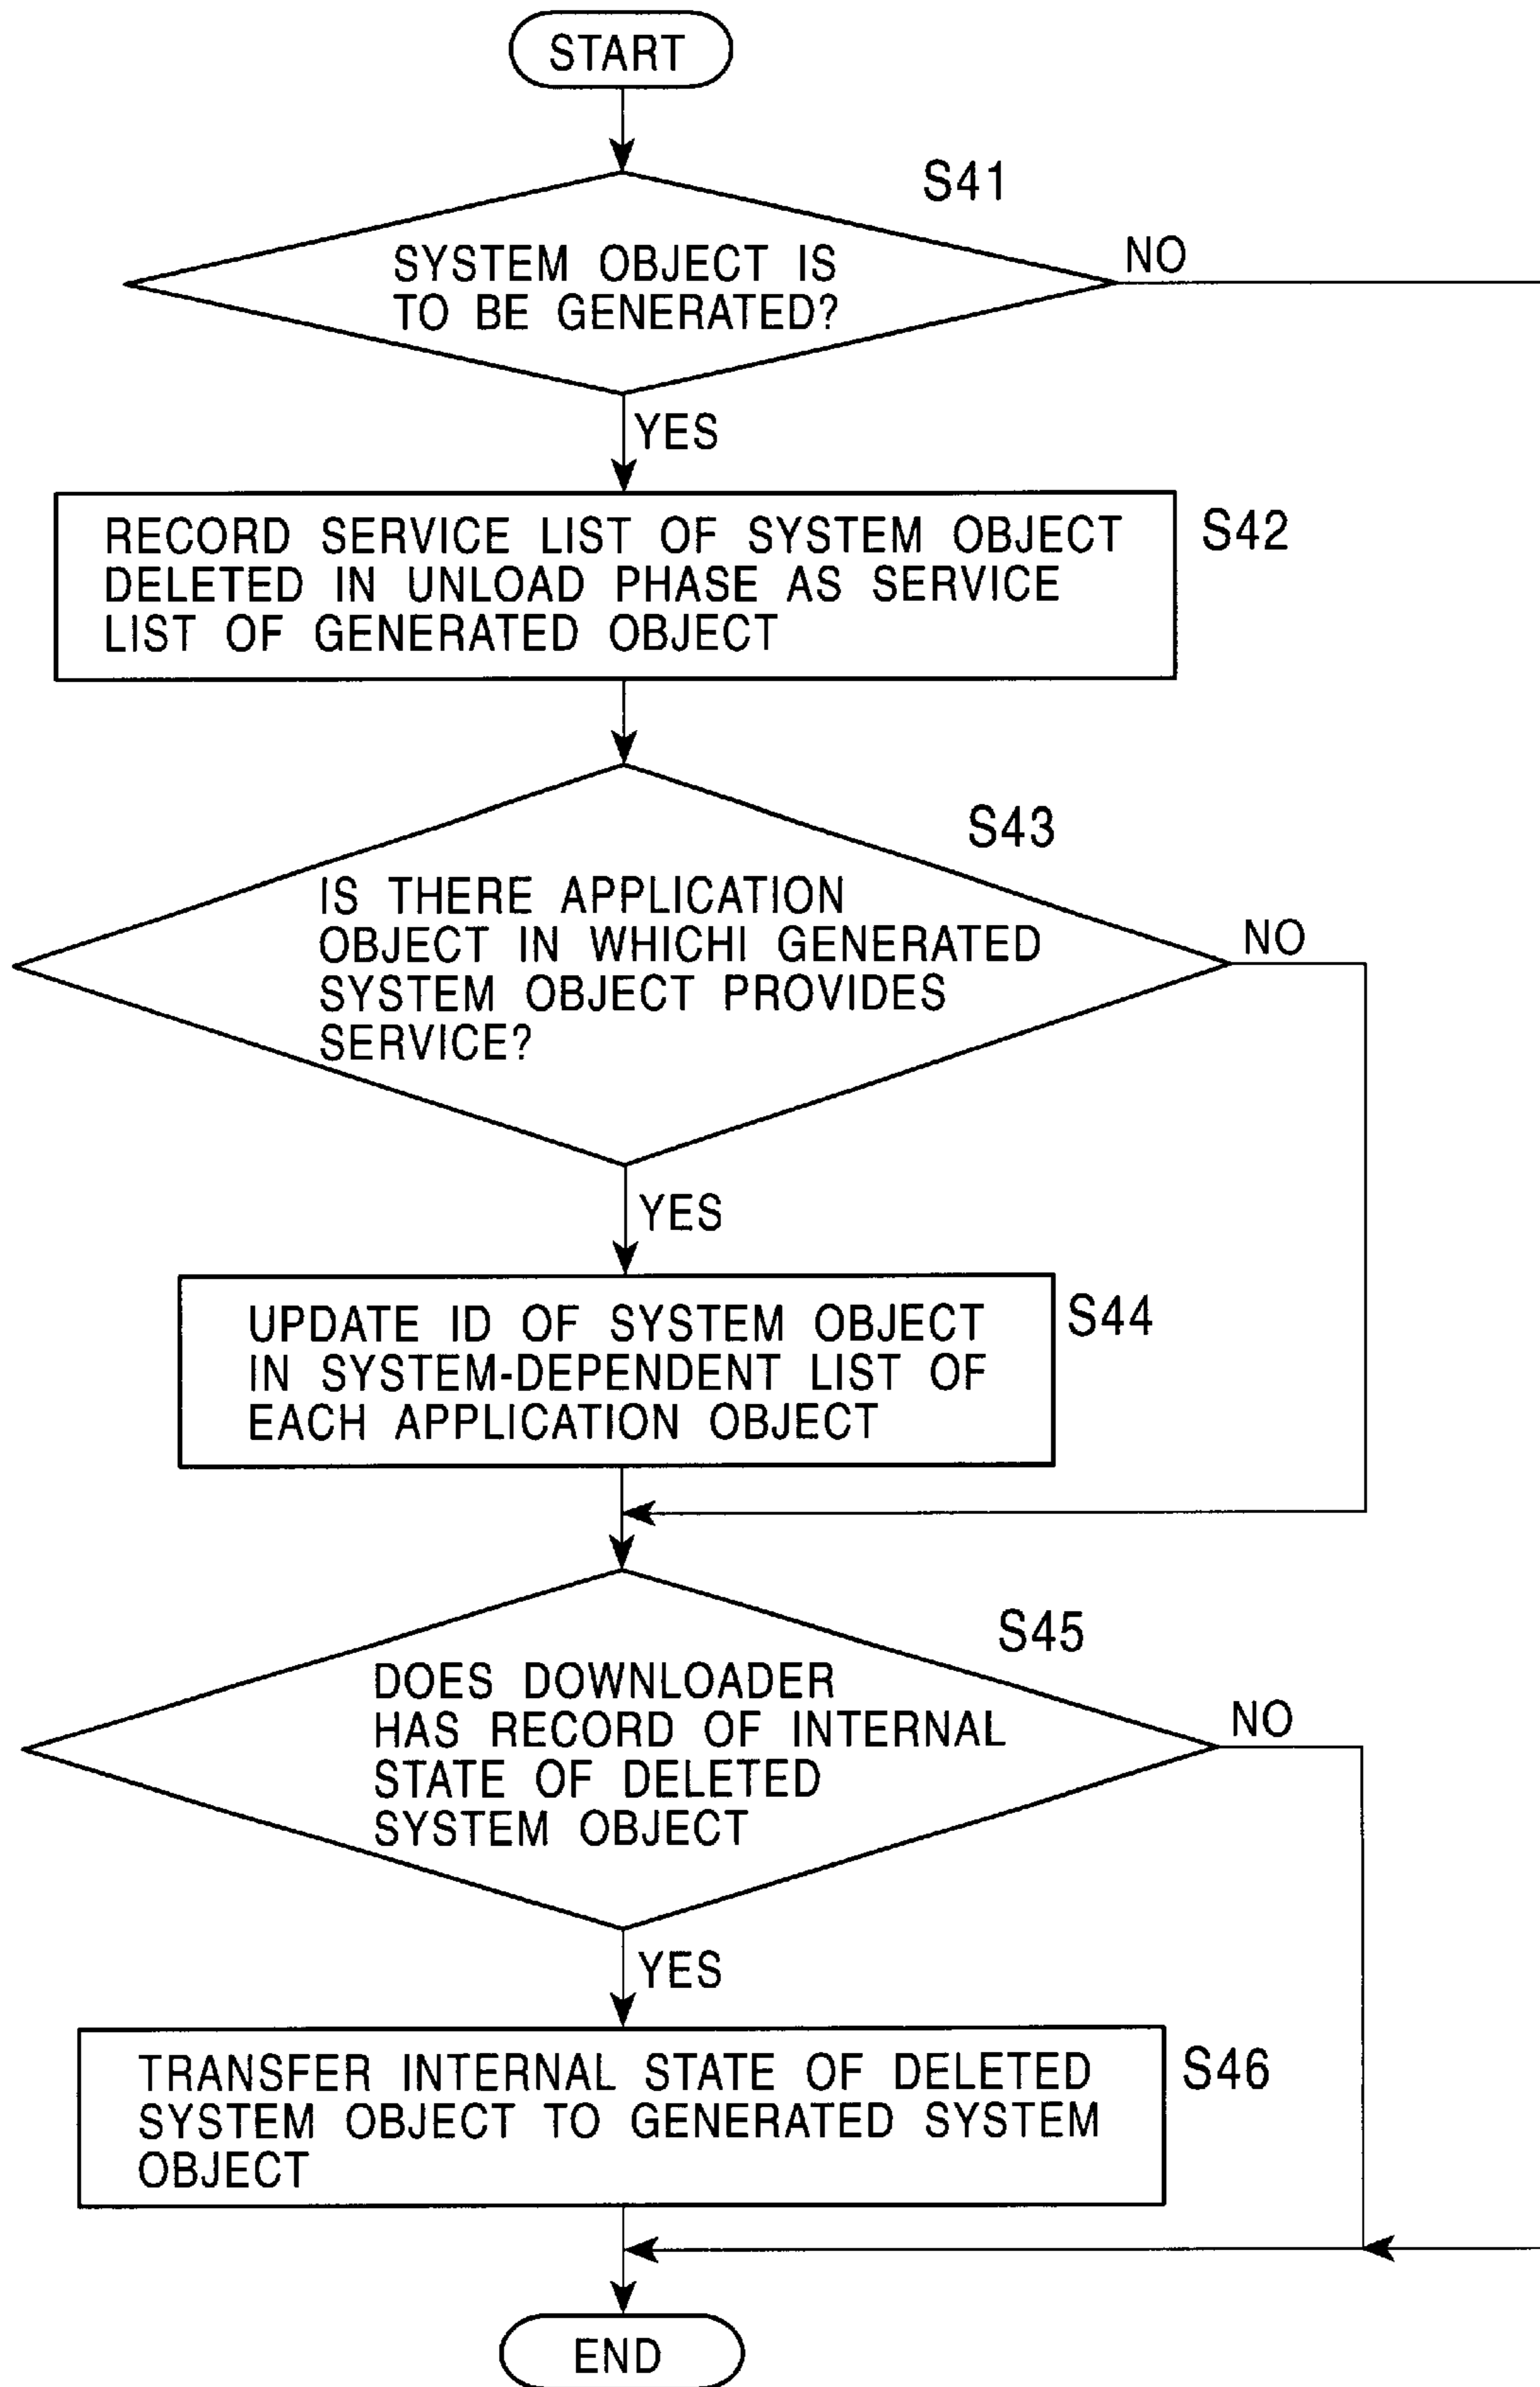 START
S41
SYSTEM OBJECT IS
TO BE GENERATED?
NO
YES
RECORD SERVICE LIST OF SYSTEM OBJECT
DELETED IN UNLOAD PHASE AS SERVICE
LIST OF GENERATED OBJECT
S42
S43
IS THERE APPLICATION
OBJECT IN WHICHI GENERATED
SYSTEM OBJECT PROVIDES
SERVICE?
NO
YES
UPDATE ID OF SYSTEM OBJECT
IN SYSTEM-DEPENDENT LIST OF
EACH APPLICATION OBJECT
S44
S45
DOES DOWNLOADER
HAS RECORD OF INTERNAL
STATE OF DELETED
SYSTEM OBJECT
NO
YES
TRANSFER INTERNAL STATE OF DELETED
SYSTEM OBJECT TO GENERATED SYSTEM
OBJECT
S46
END